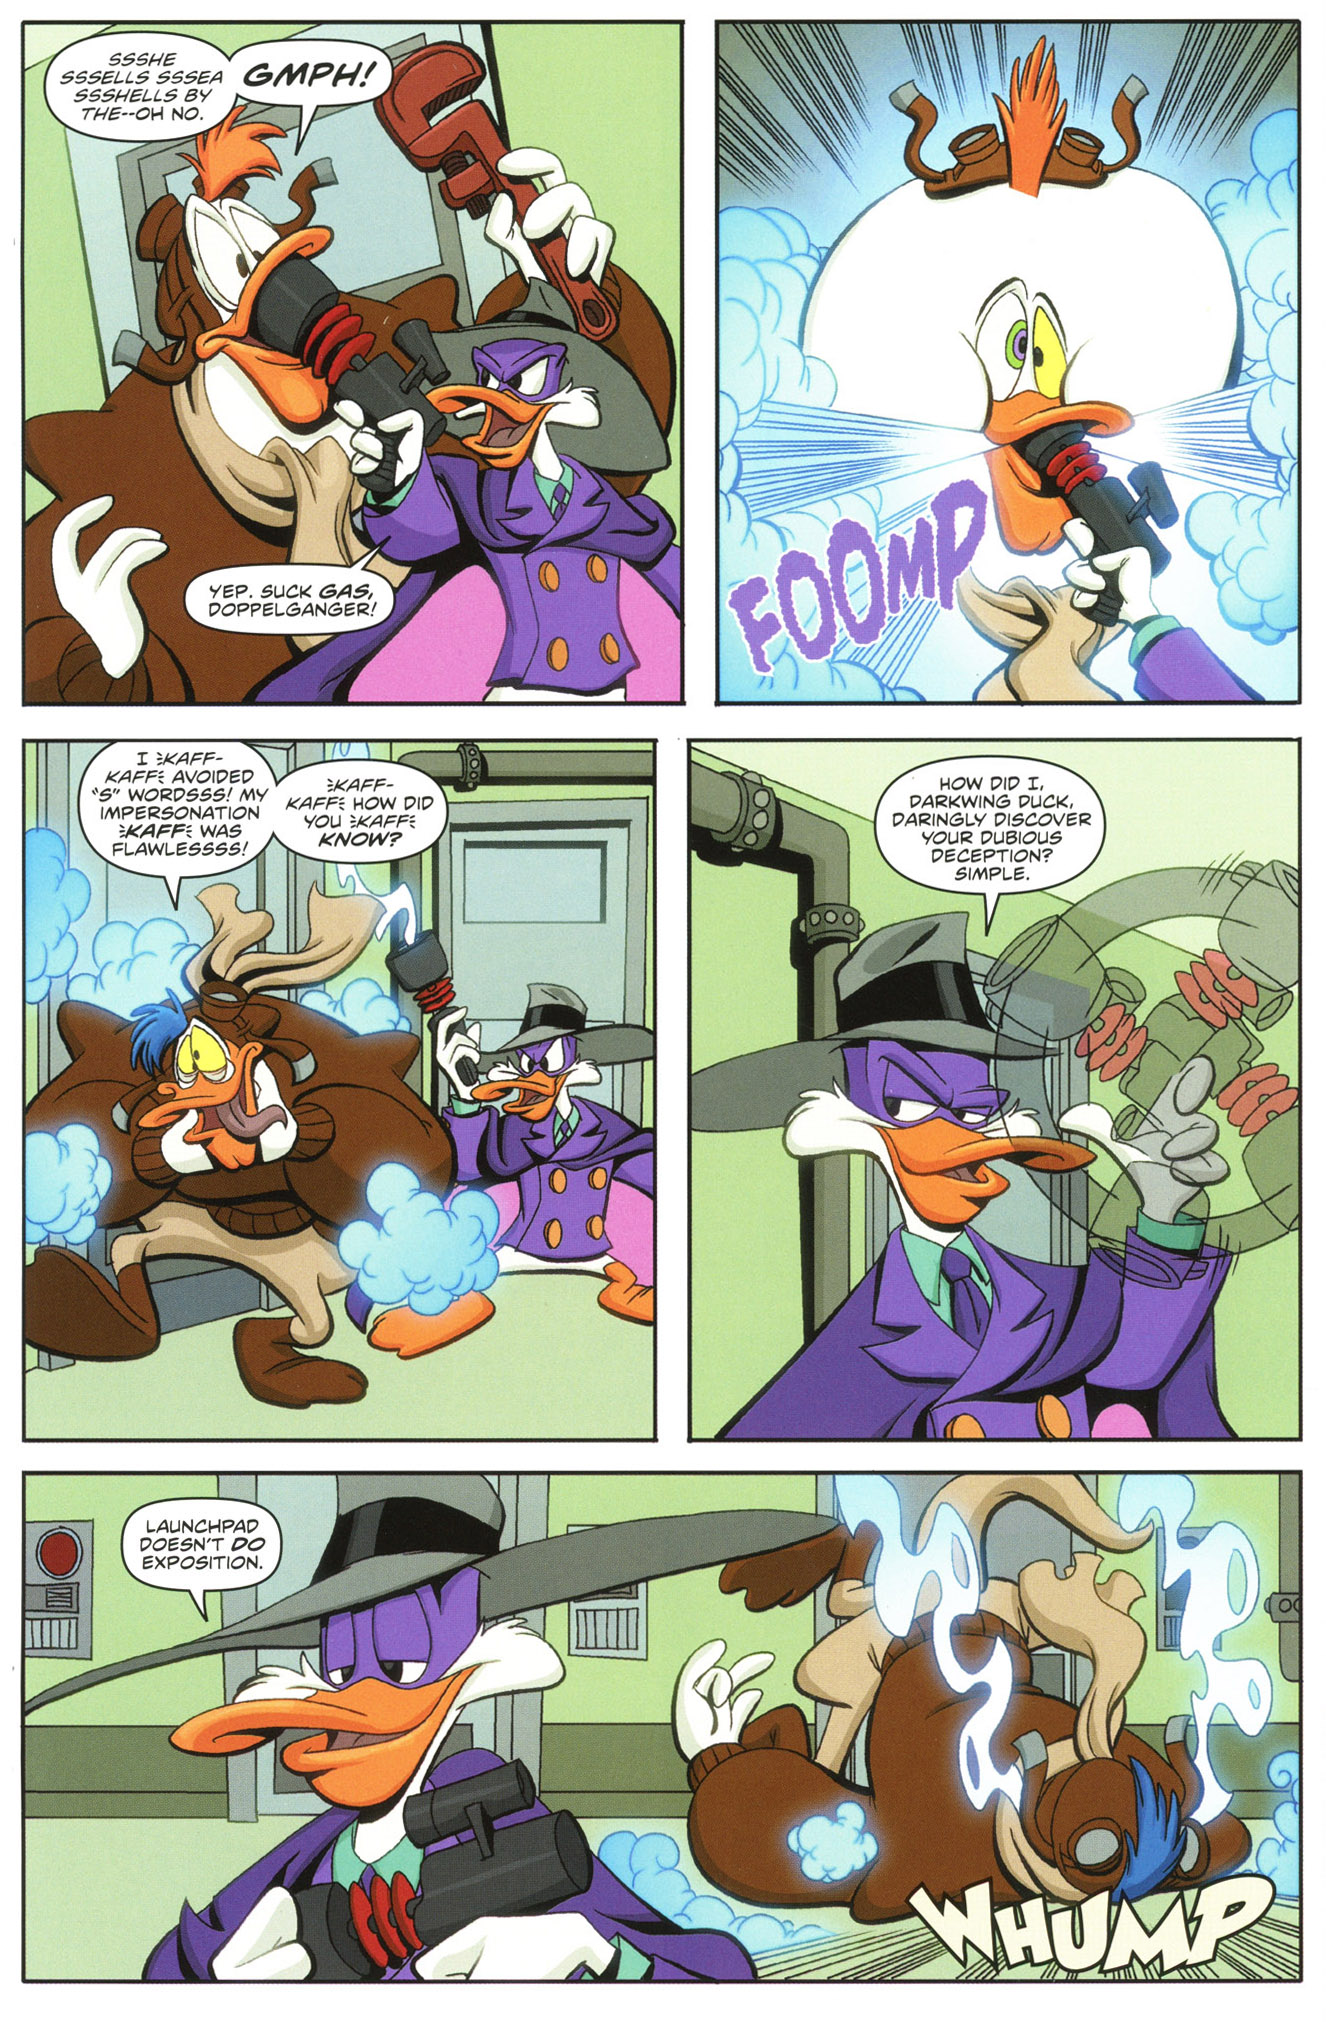 SSSHE
SSSELLS SSSEA
SSSHELLS BY
THE--OH NO.
GMPH!
YEP. SUCK GAS,
DOPPELGANGER!
FOOMP
I KAFF-
KAFF AVOIDED
"S" WORDSSS! MY
IMPERSONATION
KAFF WAS
FLAWLESSSS!
KAFF-
KAFF HOW DID
YOU KAFF
KNOW?
HOW DID I,
DARKWING DUCK,
DARINGLY DISCOVER
YOUR DUBIOUS
DECEPTION?
SIMPLE.
LAUNCHPAD
DOESN'T DO
EXPOSITION.
WHUMP